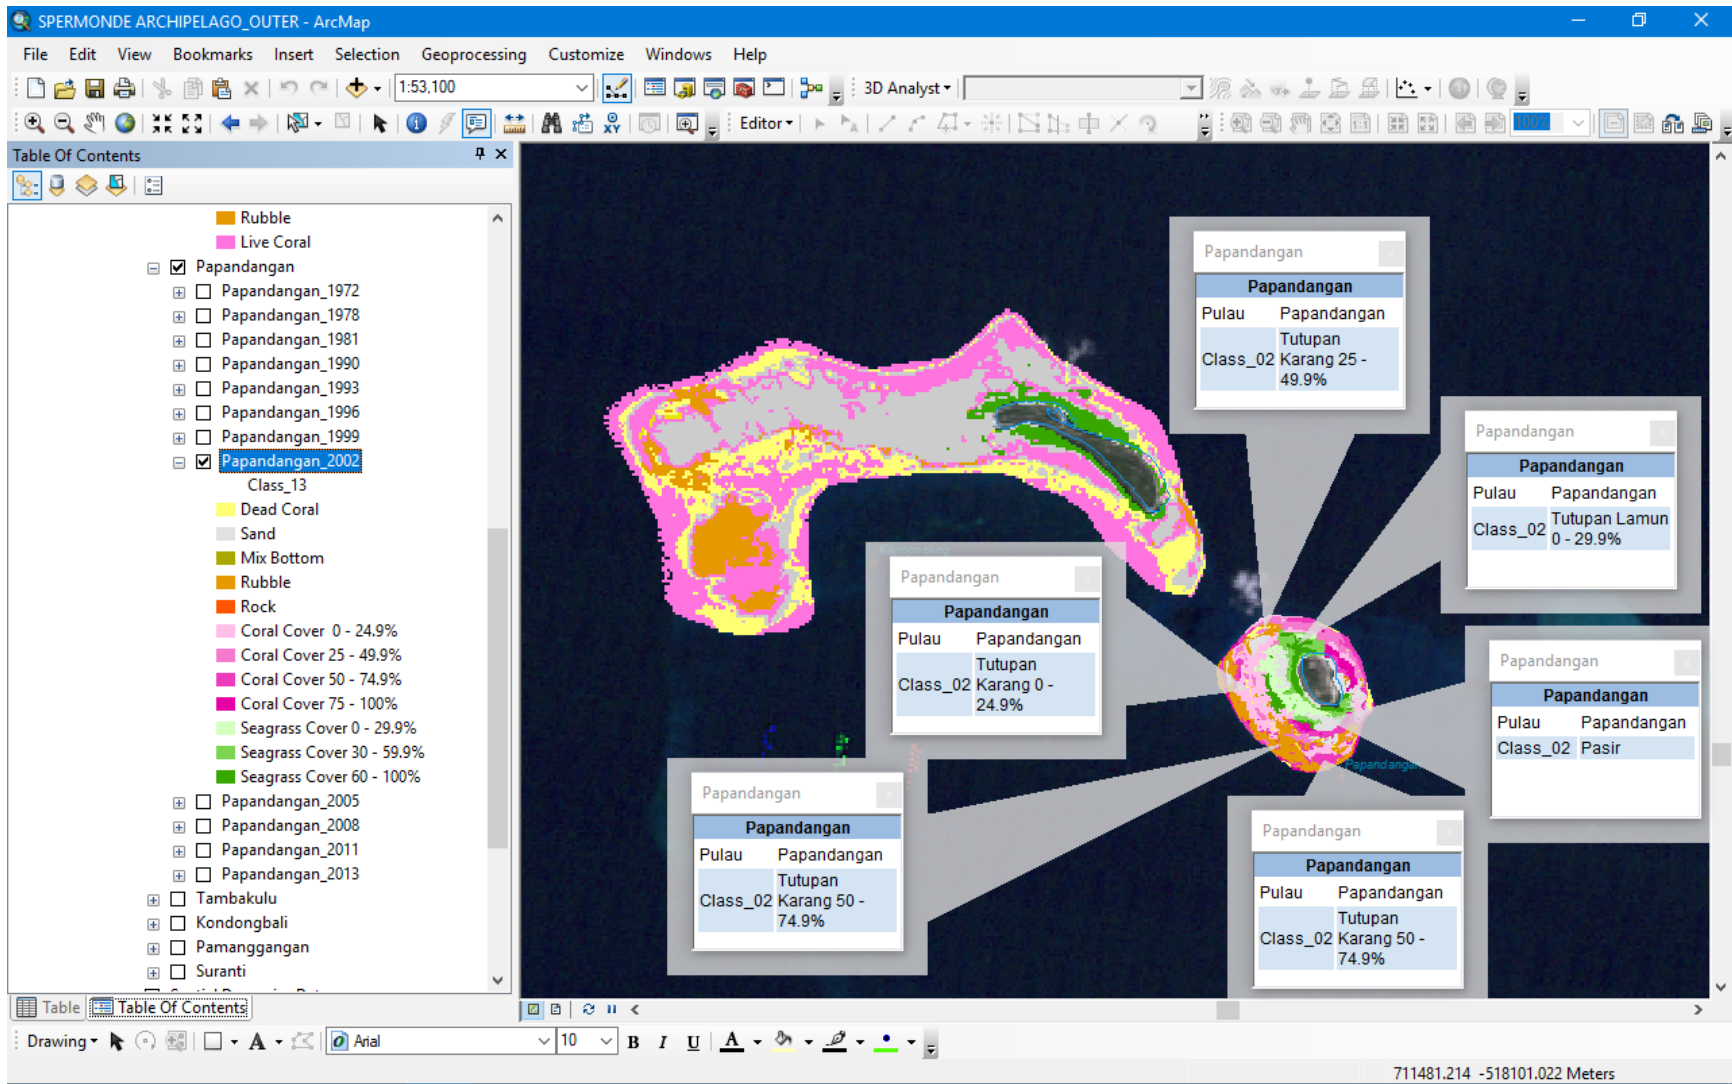 SPERMONDE ARCHIPELAGO_OUTER - ArcMap
File Edit View Bookmarks Insert Selection Geoprocessing Customize Windows Help
1:53,100
3D Analyst
Editor
100%
Table Of Contents
Rubble
Live Coral
Papandangan
Papandangan_1972
Papandangan_1978
Papandangan_1981
Papandangan_1990
Papandangan_1993
Papandangan_1996
Papandangan_1999
Papandangan_2002
Class_13
Dead Coral
Sand
Mix Bottom
Rubble
Rock
Coral Cover 0 - 24.9%
Coral Cover 25 - 49.9%
Coral Cover 50 - 74.9%
Coral Cover 75 - 100%
Seagrass Cover 0 - 29.9%
Seagrass Cover 30 - 59.9%
Seagrass Cover 60 - 100%
Papandangan_2005
Papandangan_2008
Papandangan_2011
Papandangan_2013
Tambakulu
Kondongbali
Pamanggangan
Suranti
Table
Table Of Contents
Papandangan
Papandangan
Pulau Papandangan
Class_02 Tutupan
Karang 25 -
49.9%
Papandangan
Papandangan
Pulau Papandangan
Class_02 Tutupan Lamun
0 - 29.9%
Papandangan
Papandangan
Pulau Papandangan
Class_02 Tutupan
Karang 0 -
24.9%
Papandangan
Papandangan
Pulau Papandangan
Class_02 Pasir
Papandangan
Papandangan
Papandangan
Pulau Papandangan
Class_02 Tutupan
Karang 50 -
74.9%
Papandangan
Papandangan
Pulau Papandangan
Class_02 Tutupan
Karang 50 -
74.9%
Drawing
A
Arial
10
B I U A
711481.214 -518101.022 Meters